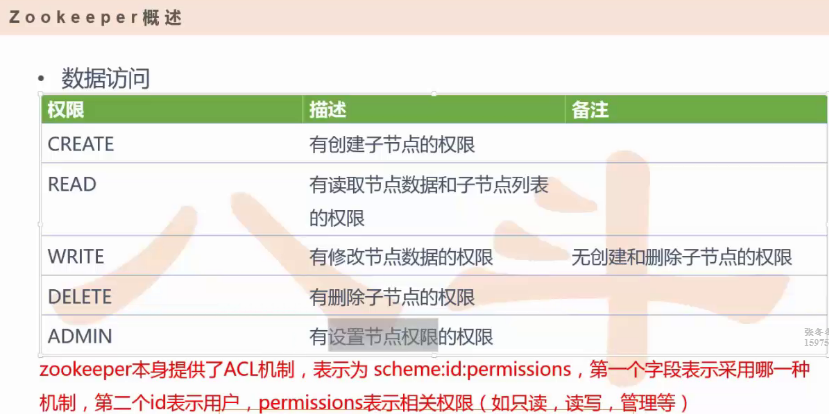 Zookeeper概述
• 数据访问
权限 描述 备注
CREATE 有创建子节点的权限
READ 有读取节点数据和子节点列表
的权限
WRITE 有修改节点数据的权限 无创建和删除子节点的权限
DELETE 有删除子节点的权限
ADMIN 有设置节点权限的权限
zookeeper本身提供了ACL机制，表示为 scheme:id:permissions，第一个字段表示采用哪一种
机制，第二个id表示用户，permissions表示相关权限（如只读，读写，管理等）
八斗